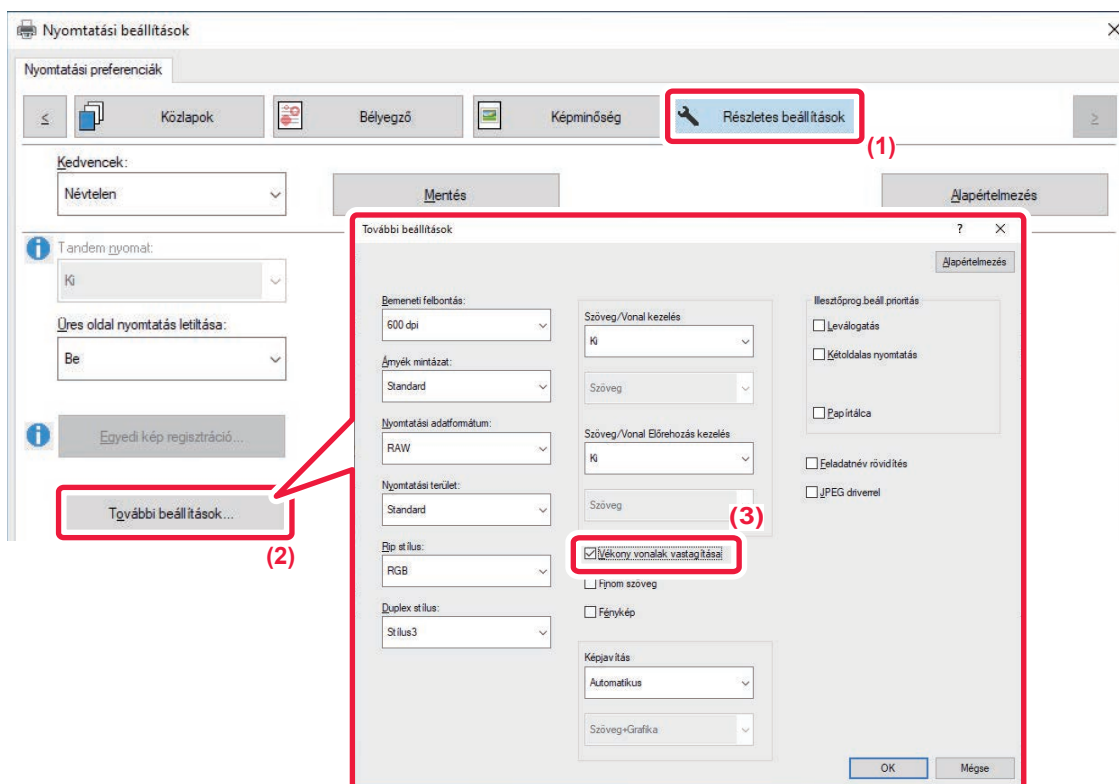 Nyomtatási beállítások
Nyomtatási preferenciák
< Közlapok Bélyegző Képminőség Részletes beállítások >
(1)
Kedvencek:
Névtelen
Mentés
Alapértelmezés
Tandem nyomat:
Ki
Üres oldal nyomtatás letiltása:
Be
Egyedi kép regisztráció...
További beállítások...
(2)
További beállítások
? X
Alapértelmezés
Bemeneti felbontás:
600 dpi
Árnyék mintázat:
Standard
Nyomtatási adatformátum:
RAW
Nyomtatási terület:
Standard
Rip stílus:
RGB
Duplex stílus:
Stílus3
Szöveg/Vonal kezelés
Ki
Szöveg
Szöveg/Vonal Előrehozás kezelés
Ki
Szöveg
(3)
Vékony vonalak vastagításai
Finom szöveg
Fénykép
Képjavítás
Automatikus
Szöveg+Grafika
Illesztőprog.beáll.prioritás
Leválogatás
Kétoldalas nyomtatás
Papírtálca
Feladatnév rövidítés
JPEG driverrel
OK
Mégse